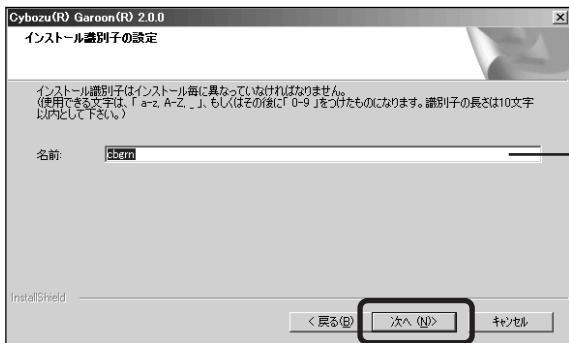 Cybozu(R) Garoon(R) 2.0.0
インストール識別子の設定
インストール識別子はインストール毎に異なっていなければなりません。
(使用できる文字は、「 a-z, A-Z, _ 」、もしくはその後に「 0-9 」をつけたものになります。識別子の長さは10文字
以内として下さい。)
名前: cbgrn
InstallShield
< 戻る(B) 次へ (N)> キャンセル